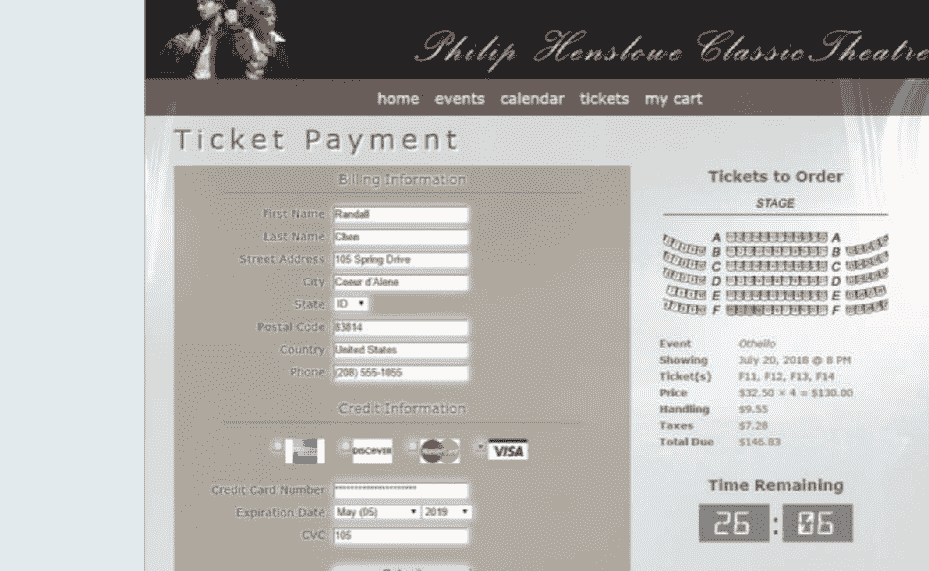 Philip Henslowe Classic Theatre
home events calendar tickets my cart
Ticket Payment
Billing Information
First Name Randall
Last Name Chen
Street Address 105 Spring Drive
City Coeur d'Alene
State ID
Postal Code 83814
Country United States
Phone (208) 555-1055
Credit Information
DISCOVER VISA
Credit Card Number ********************
Expiration Date May (05) 2019
CVC 105
Tickets to Order
STAGE
A A
B B
C C
D D
E E
F F
Event Othello
Showing July 20, 2018 @ 8 PM
Ticket(s) F11, F12, F13, F14
Price $32.50 × 4 = $130.00
Handling $9.55
Taxes $7.28
Total Due $146.83
Time Remaining
26 : 06